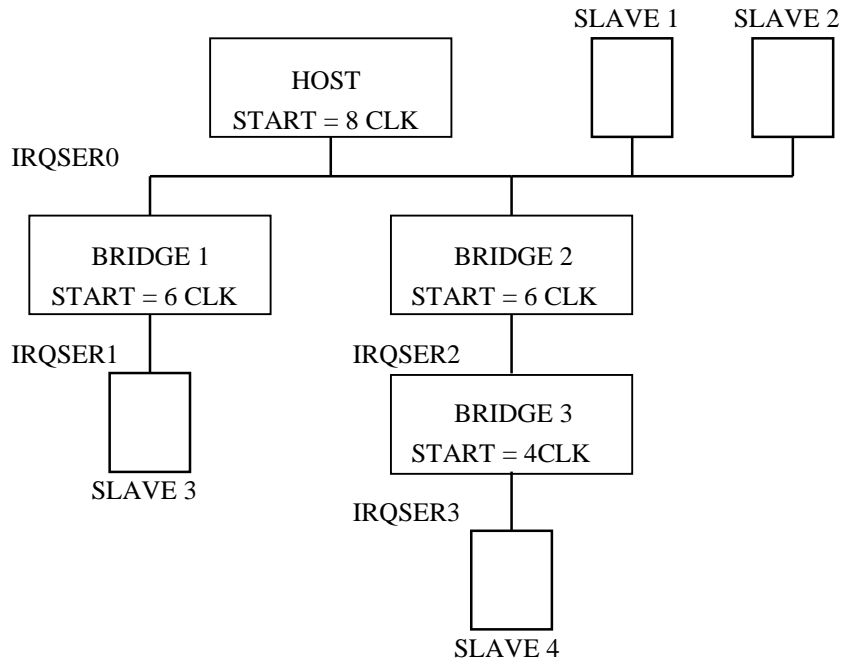 SLAVE 1
SLAVE 2
HOST
START = 8 CLK
IRQSER0
BRIDGE 1
START = 6 CLK
BRIDGE 2
START = 6 CLK
IRQSER1
IRQSER2
BRIDGE 3
START = 4CLK
SLAVE 3
IRQSER3
SLAVE 4